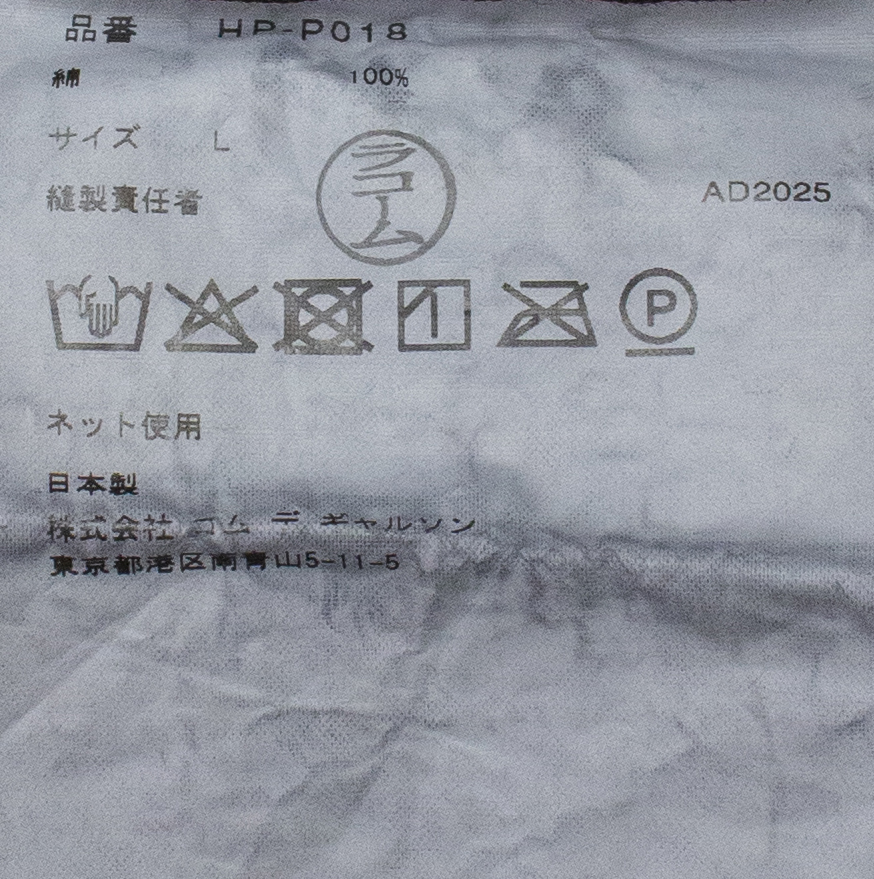 品番 HP-P018
綿 100%
サイズ L
縫製責任者 ラコーム AD2025
P
ネット使用
日本製
株式会社 コム デ ギャルソン
東京都港区南青山5-11-5